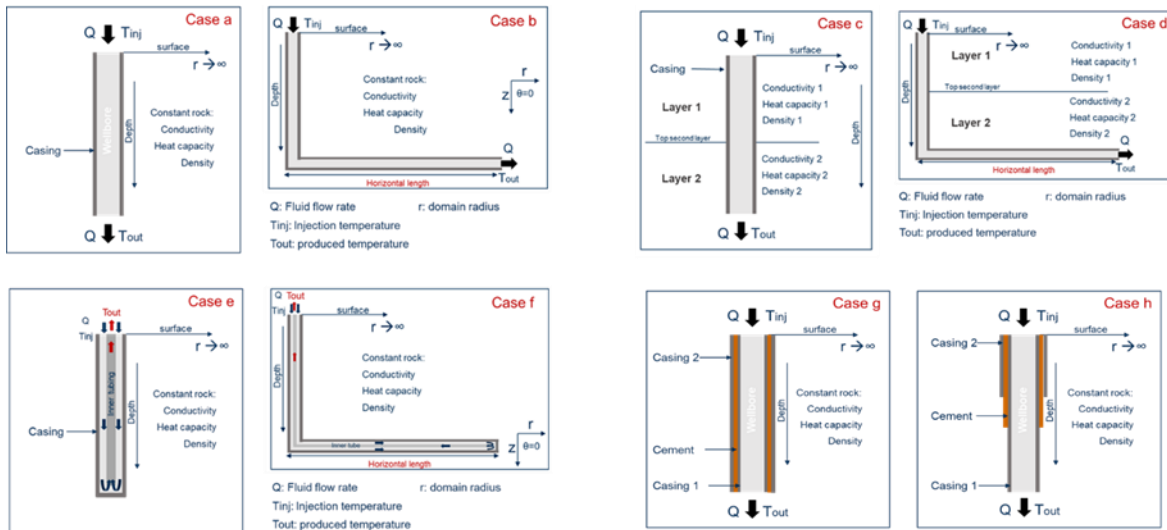 Case a
Q Tinj
surface
r → ∞
Wellbore
Depth
Constant rock:
Conductivity
Heat capacity
Density
Casing
Q Tout
Case b
Q Tinj
surface
r → ∞
Depth
Constant rock:
Conductivity
Heat capacity
Density
r
z θ=0
Q
Tout
Horizontal length
Q: Fluid flow rate r: domain radius
Tinj: Injection temperature
Tout: produced temperature
Case c
Q Tinj
surface
r → ∞
Casing
Layer 1
Conductivity 1
Heat capacity 1
Density 1
Depth
Top second layer
Layer 2
Conductivity 2
Heat capacity 2
Density 2
Q Tout
Case d
Q Tinj
surface
r → ∞
Depth
Layer 1
Conductivity 1
Heat capacity 1
Density 1
Top second layer
Layer 2
Conductivity 2
Heat capacity 2
Density 2
Q
Tout
Horizontal length
Q: Fluid flow rate r: domain radius
Tinj: Injection temperature
Tout: produced temperature
Case e
Tout
Q
Tinj
surface
r → ∞
Inner tubing
Depth
Constant rock:
Conductivity
Heat capacity
Density
Casing
Case f
Q Tout
Tinj
surface
r → ∞
Depth
Constant rock:
Conductivity
Heat capacity
Density
Inner tube
r
z θ=0
Horizontal length
Q: Fluid flow rate r: domain radius
Tinj: Injection temperature
Tout: produced temperature
Case g
Q Tinj
surface
r → ∞
Casing 2
Wellbore
Depth
Constant rock:
Conductivity
Heat capacity
Density
Cement
Casing 1
Q Tout
Case h
Q Tinj
surface
r → ∞
Casing 2
Wellbore
Depth
Constant rock:
Conductivity
Heat capacity
Density
Cement
Casing 1
Q Tout